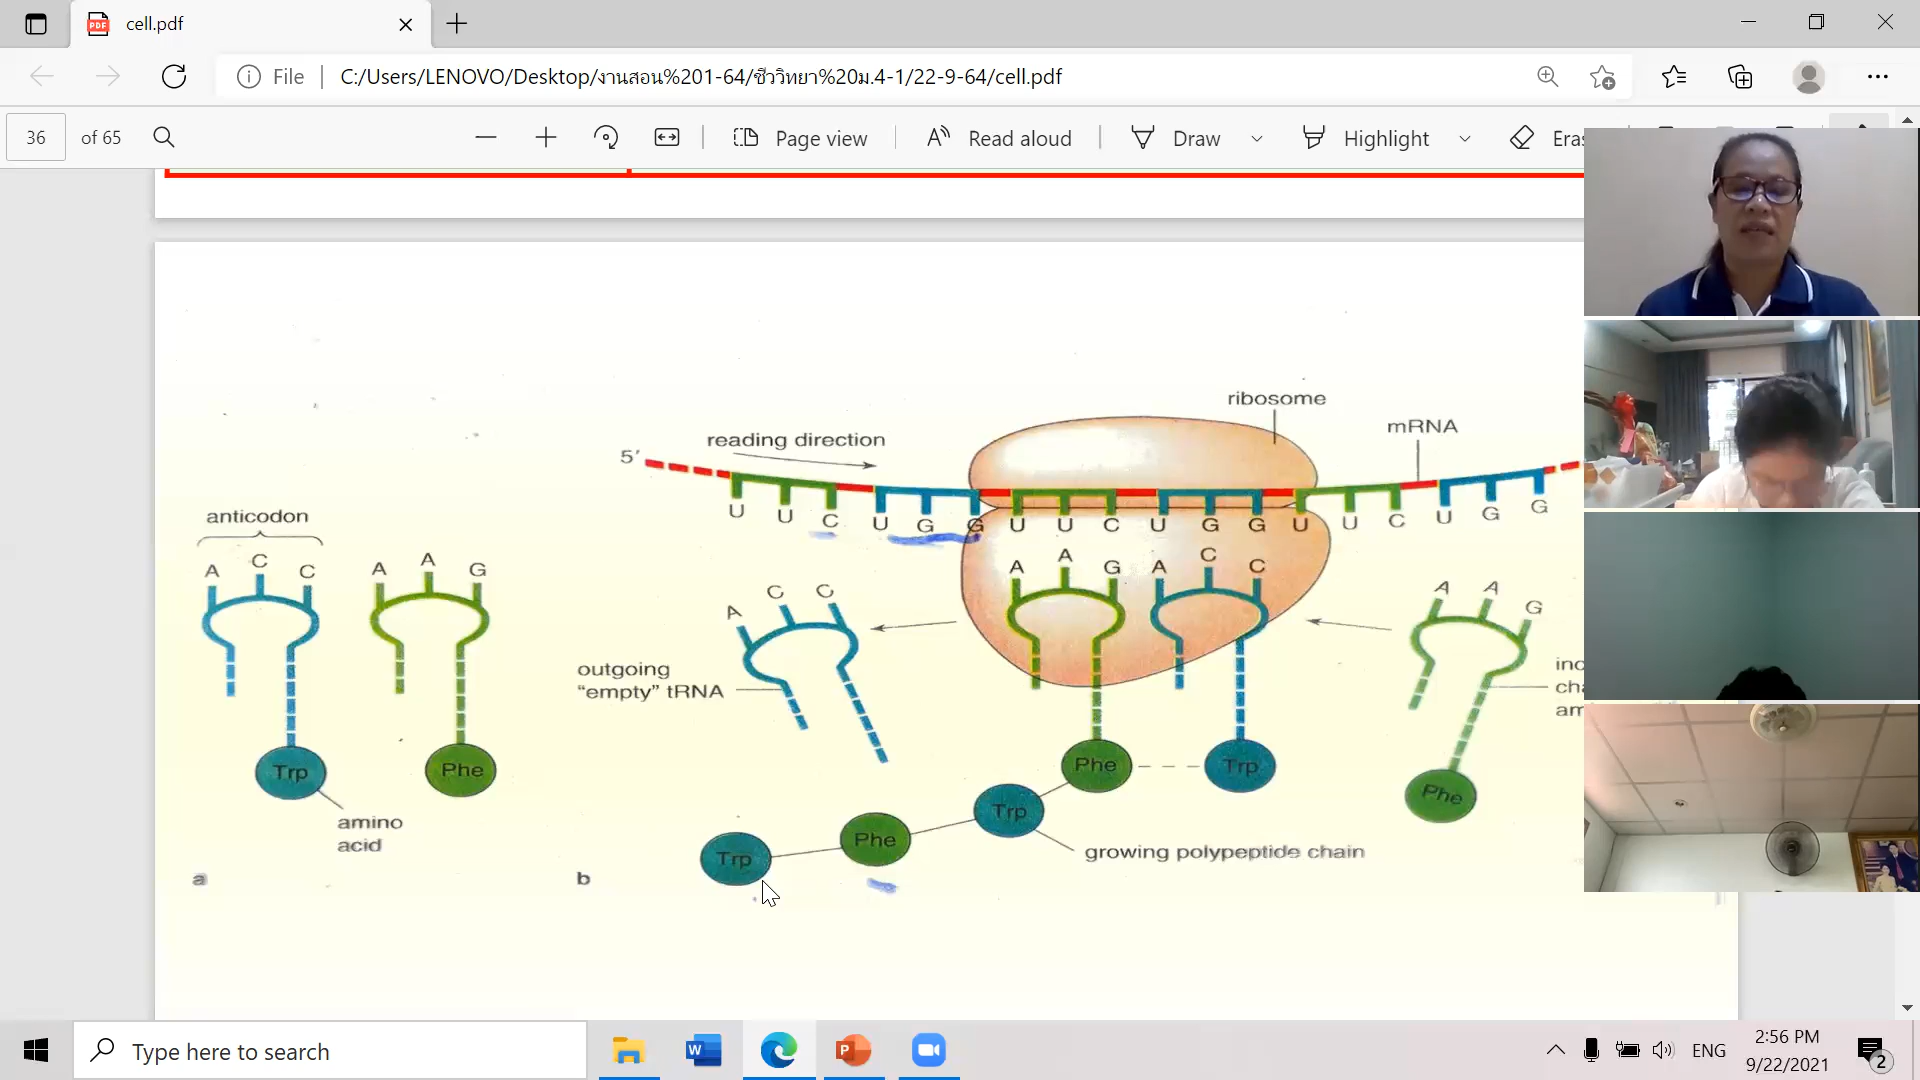 cell.pdf
File
C:/Users/LENOVO/Desktop/งานสอน%201-64/ชีววิทยา%20ม.4-1/22-9-64/cell.pdf
36 of 65
Page view
Read aloud
Draw
Highlight
ribosome
mRNA
reading direction
5'
U U C U G G U U C U G G U U C U G G
anticodon
A C C
A A G
A C C
A A G A C C
A A G
outgoing
"empty" tRNA
Trp
Phe
Phe
Trp
Phe
Trp
Phe
Trp
amino
acid
growing polypeptide chain
a
b
Type here to search
ENG
2:56 PM
9/22/2021
2